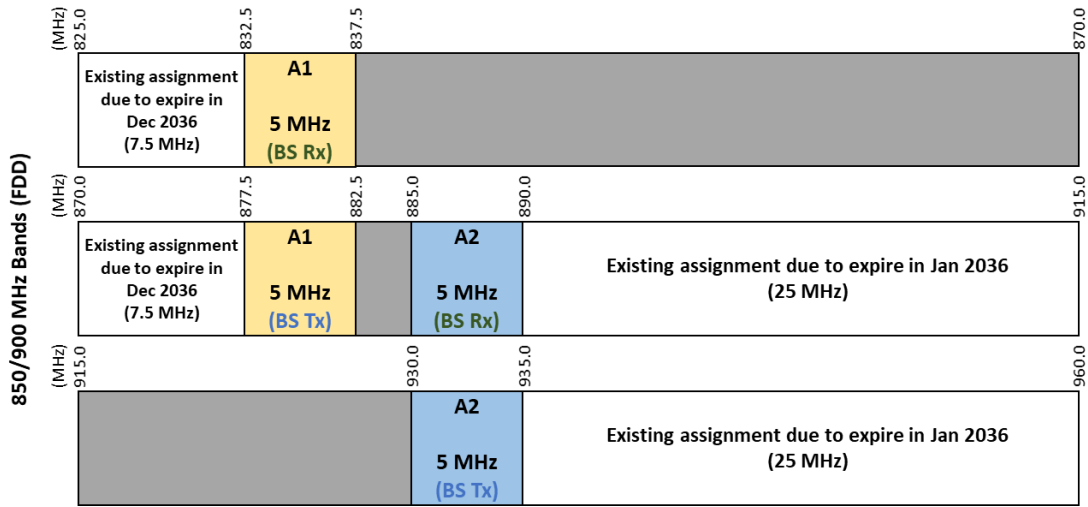 850/900 MHz Bands (FDD)
(MHz)
825.0
832.5
837.5
870.0
Existing assignment
due to expire in
Dec 2036
(7.5 MHz)
A1
5 MHz
(BS Rx)
(MHz)
870.0
877.5
882.5
885.0
890.0
915.0
Existing assignment
due to expire in
Dec 2036
(7.5 MHz)
A1
5 MHz
(BS Tx)
A2
5 MHz
(BS Rx)
Existing assignment due to expire in Jan 2036
(25 MHz)
(MHz)
915.0
930.0
935.0
960.0
A2
5 MHz
(BS Tx)
Existing assignment due to expire in Jan 2036
(25 MHz)